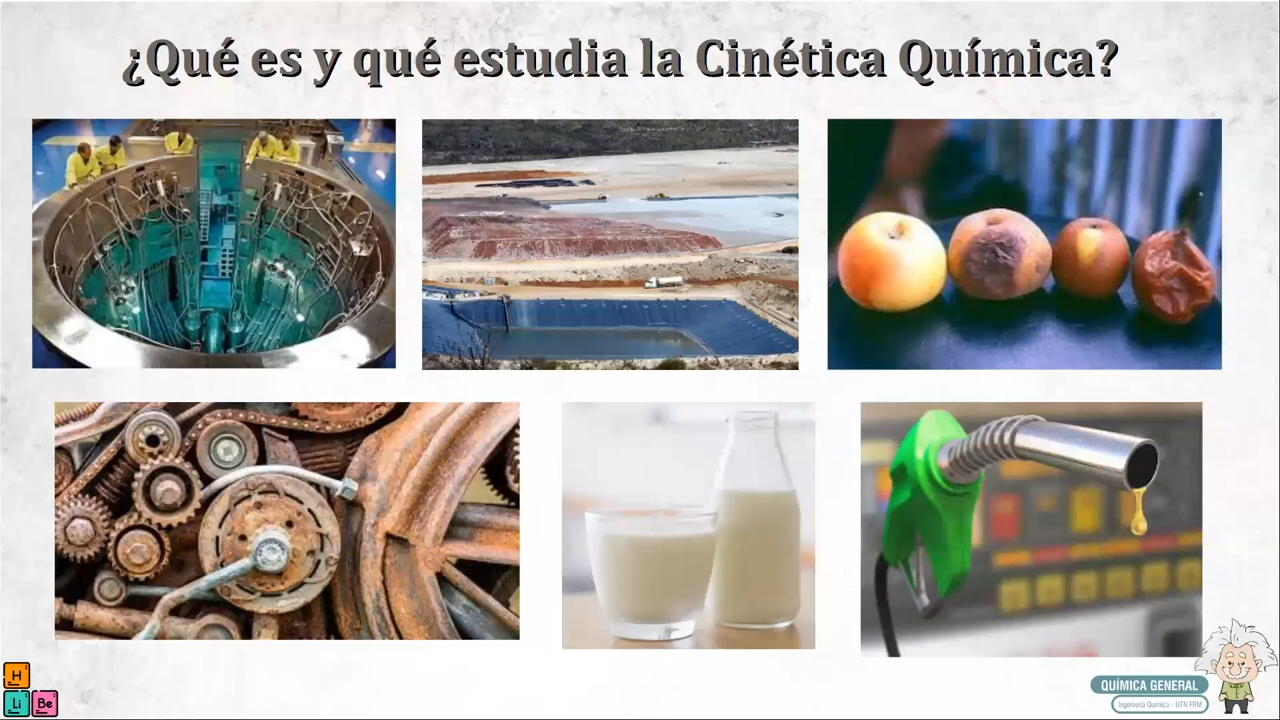 ¿Qué es y qué estudia la Cinética Química?
H
Li Be
QUÍMICA GENERAL
Ingeniería Química - UTN FRM